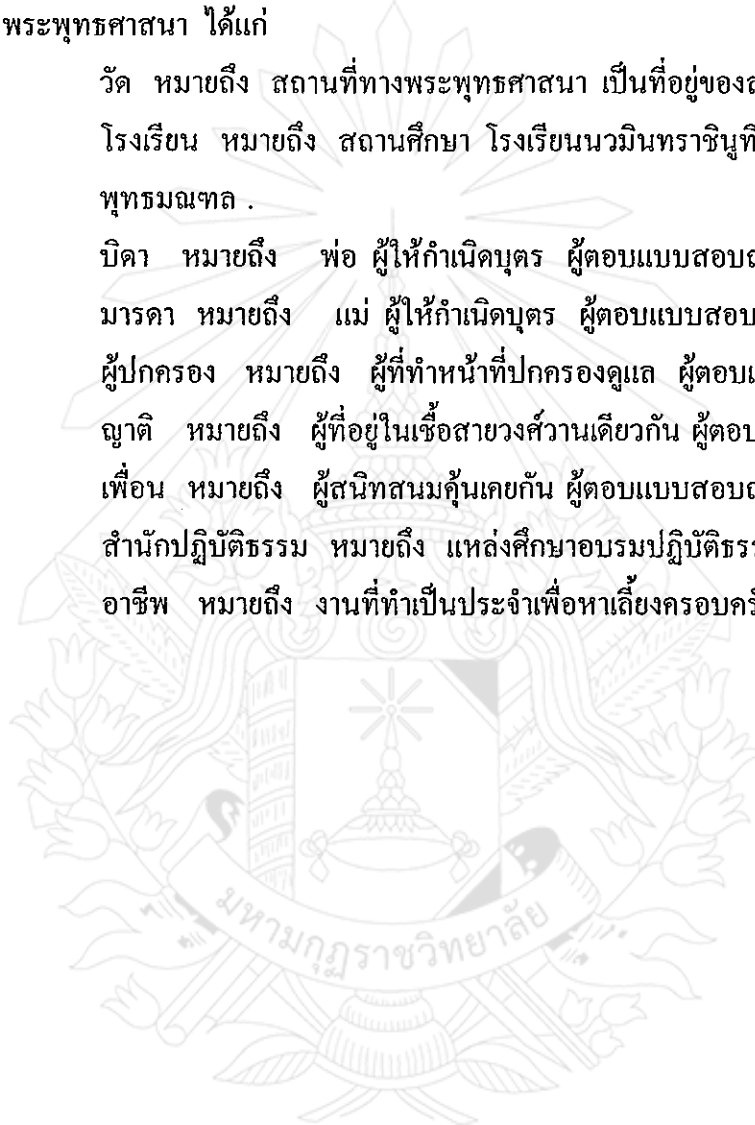 พระพุทธศาสนา ได้แก่
วัด หมายถึง สถานที่ทางพระพุทธศาสนา เป็นที่อยู่ของ
โรงเรียน หมายถึง สถานศึกษา โรงเรียนนวมินทราชินูทิ
พุทธมณฑล .
บิดา หมายถึง พ่อ ผู้ให้กำเนิดบุตร ผู้ตอบแบบสอบถ
มารดา หมายถึง แม่ ผู้ให้กำเนิดบุตร ผู้ตอบแบบสอบ
ผู้ปกครอง หมายถึง ผู้ที่ทำหน้าที่ปกครองดูแล ผู้ตอบแ
ญาติ หมายถึง ผู้ที่อยู่ในเชื้อสายวงศ์วานเดียวกัน ผู้ตอบ
เพื่อน หมายถึง ผู้สนิทสนมคุ้นเคยกัน ผู้ตอบแบบสอบถ
สำนักปฏิบัติธรรม หมายถึง แหล่งศึกษาอบรมปฏิบัติธรร
อาชีพ หมายถึง งานที่ทำเป็นประจำเพื่อหาเลี้ยงครอบครั
มหามกุฏราชวิทยาลัย